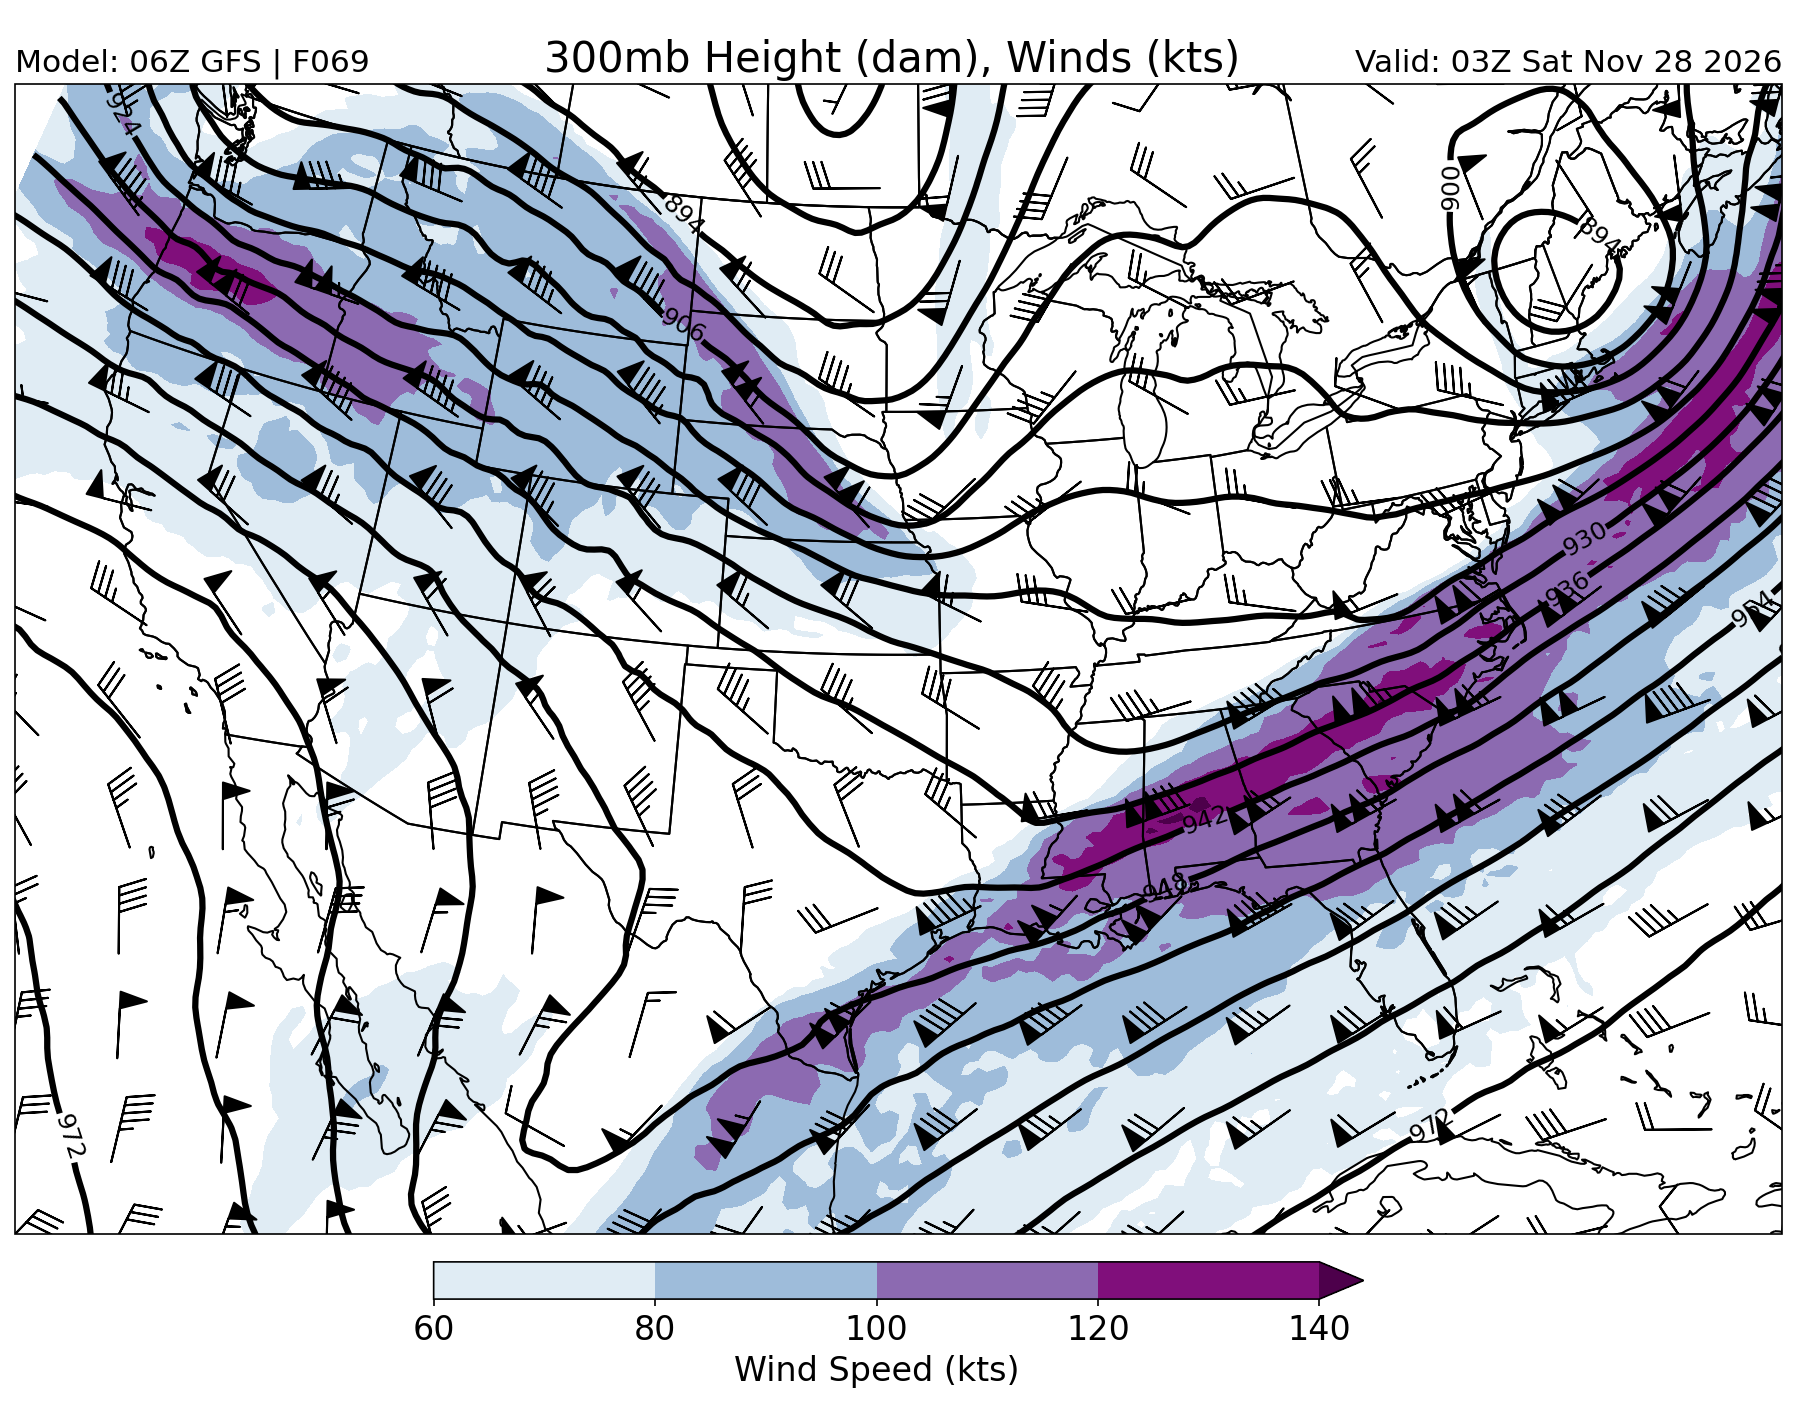 Model: 06Z GFS | F069
300mb Height (dam), Winds (kts)
Valid: 03Z Sat Nov 28 2026
924
900
894
894
906
930
936
954
942
948
972
972
60 80 100 120 140
Wind Speed (kts)